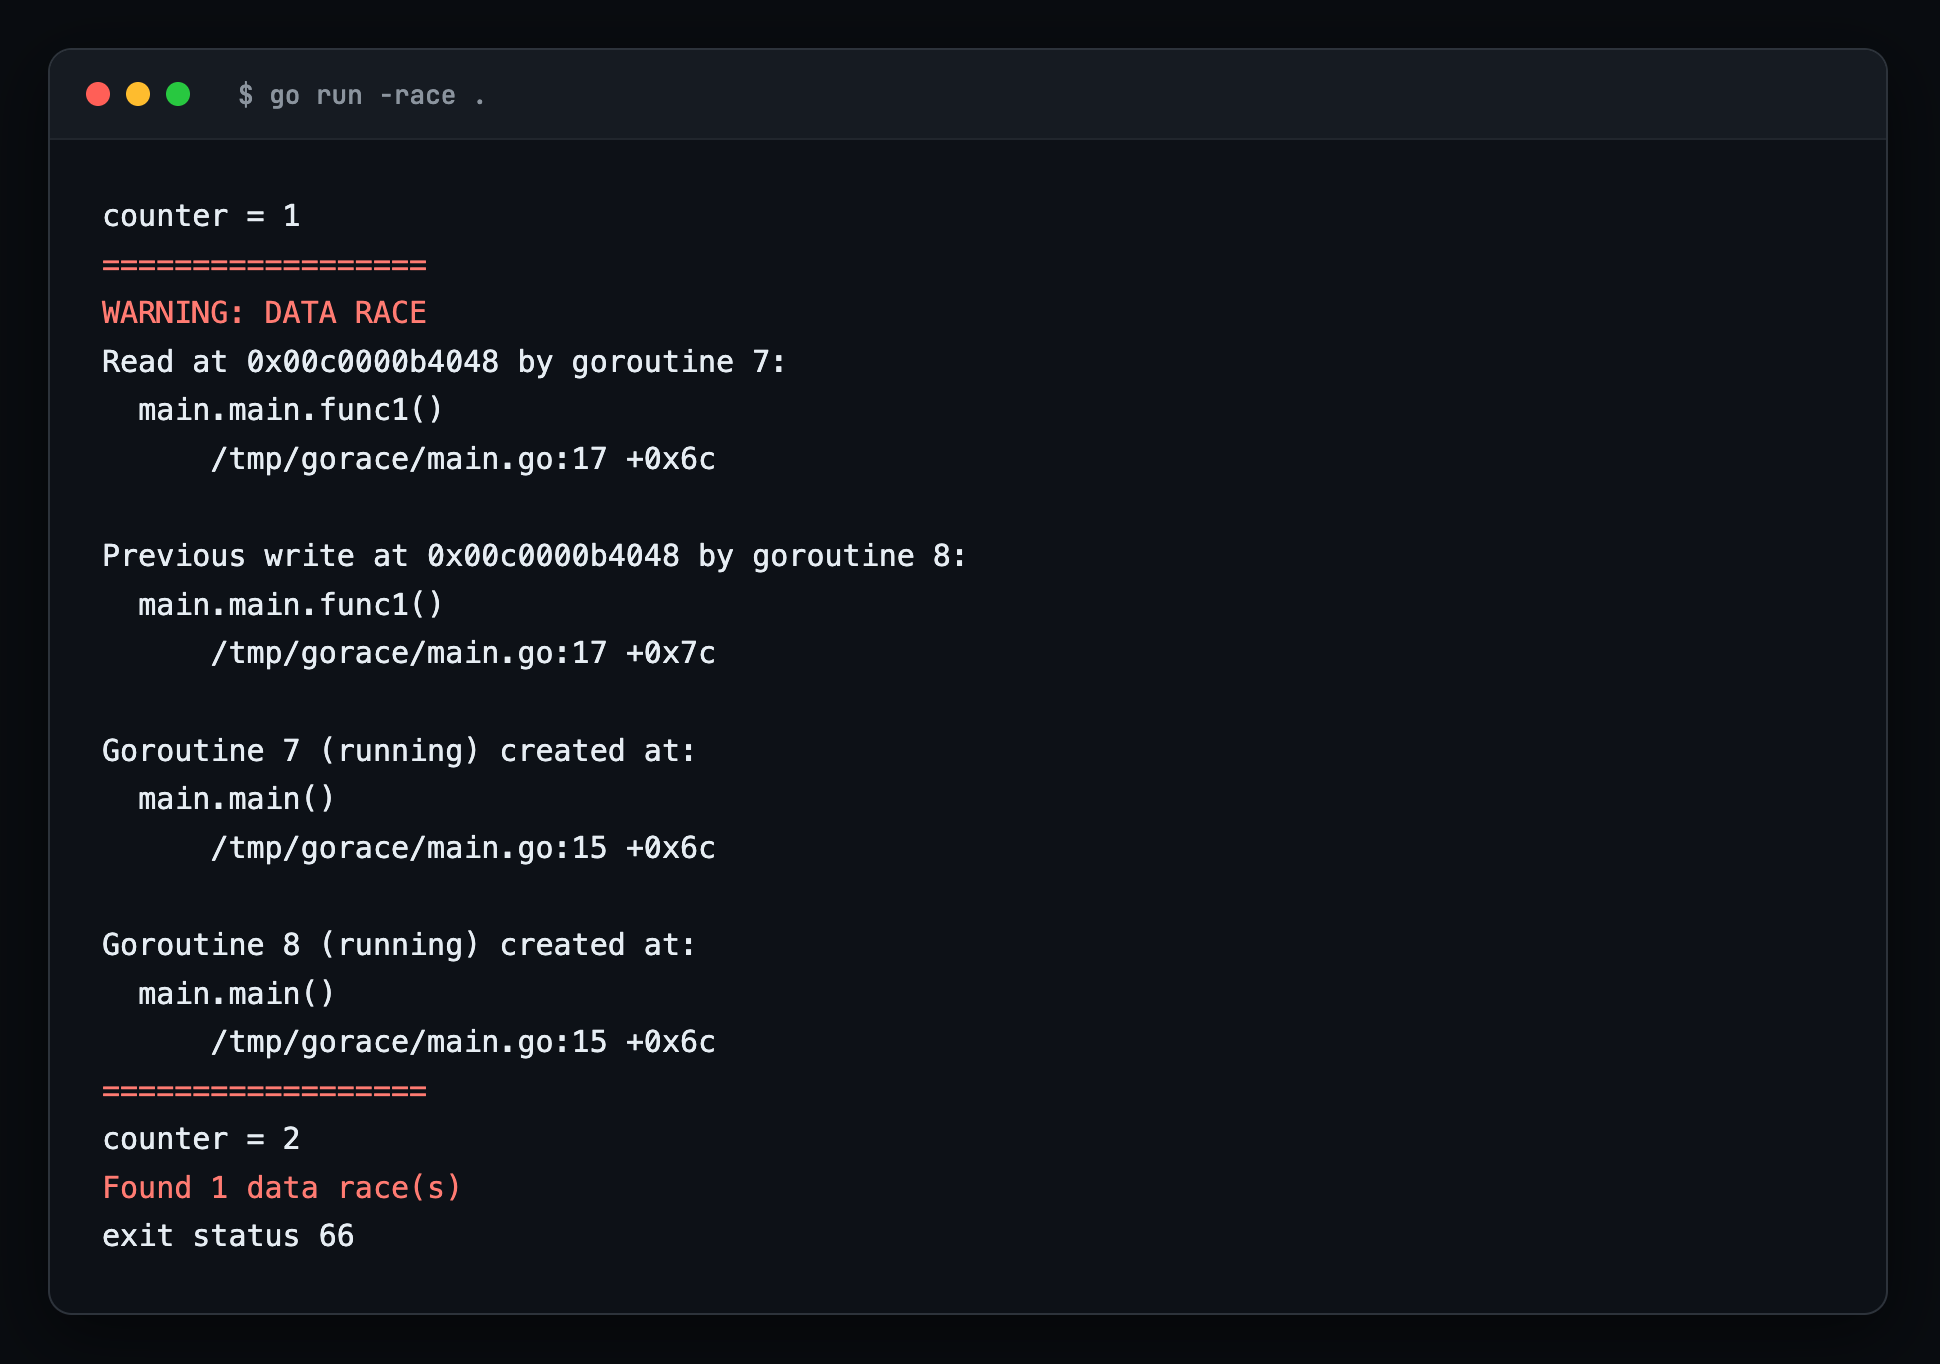 $ go run -race .
counter = 1
==================
WARNING: DATA RACE
Read at 0x00c0000b4048 by goroutine 7:
  main.main.func1()
      /tmp/gorace/main.go:17 +0x6c

Previous write at 0x00c0000b4048 by goroutine 8:
  main.main.func1()
      /tmp/gorace/main.go:17 +0x7c

Goroutine 7 (running) created at:
  main.main()
      /tmp/gorace/main.go:15 +0x6c

Goroutine 8 (running) created at:
  main.main()
      /tmp/gorace/main.go:15 +0x6c
==================
counter = 2
Found 1 data race(s)
exit status 66